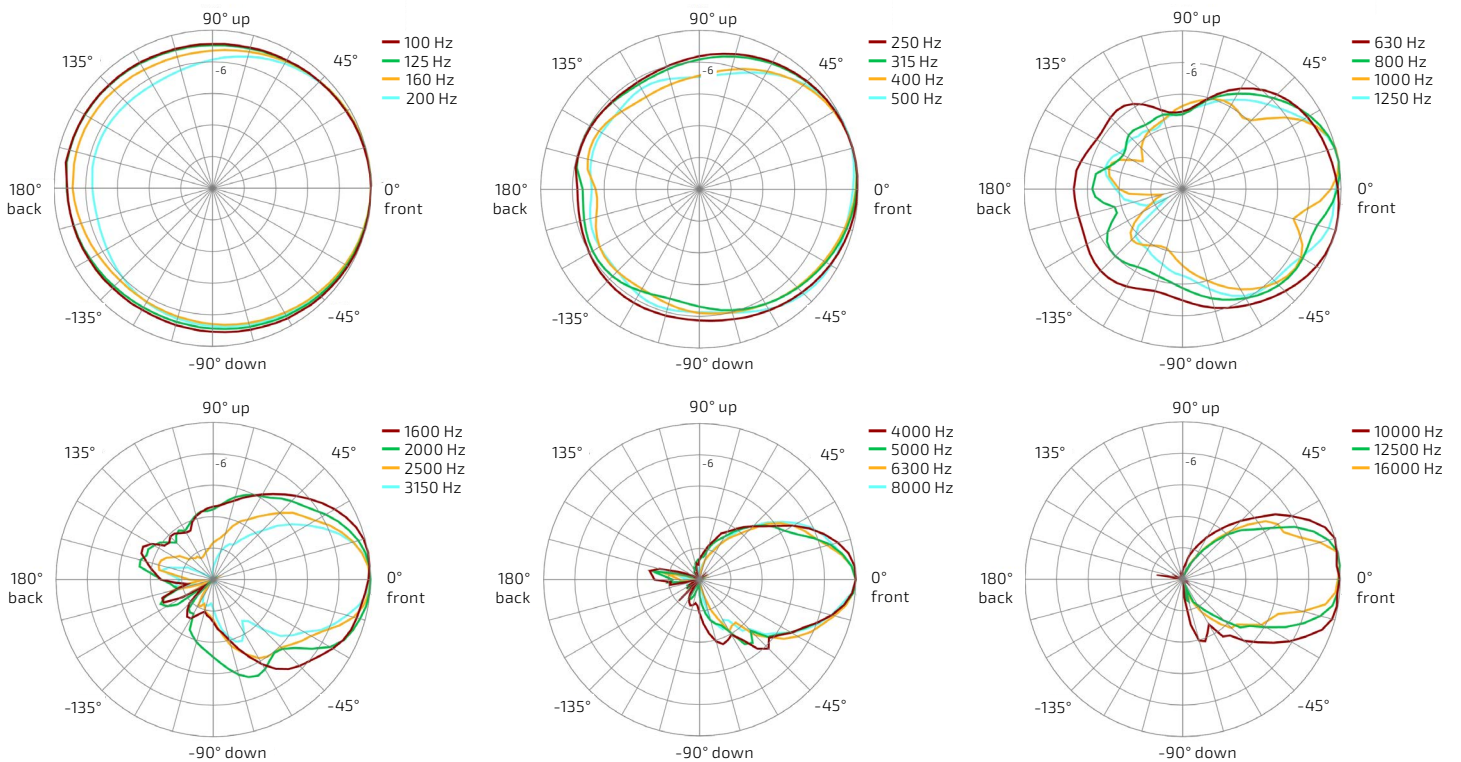 90° up
135°
45°
-6
180°
back
0°
front
-135°
-45°
-90° down
100 Hz
125 Hz
160 Hz
200 Hz
90° up
135°
45°
-6
0°
front
-135°
-45°
-90° down
250 Hz
315 Hz
400 Hz
500 Hz
90° up
135°
45°
-6
-6
180°
back
0°
front
-135°
-45°
-90° down
630 Hz
800 Hz
1000 Hz
1250 Hz
90° up
135°
45°
-6
180°
back
0°
front
-135°
-45°
-90° down
1600 Hz
2000 Hz
2500 Hz
3150 Hz
90° up
135°
45°
-6
180°
back
0°
front
-135°
-45°
-90° down
4000 Hz
5000 Hz
6300 Hz
8000 Hz
90° up
135°
45°
-6
180°
back
0°
front
-135°
-45°
-90° down
10000 Hz
12500 Hz
16000 Hz